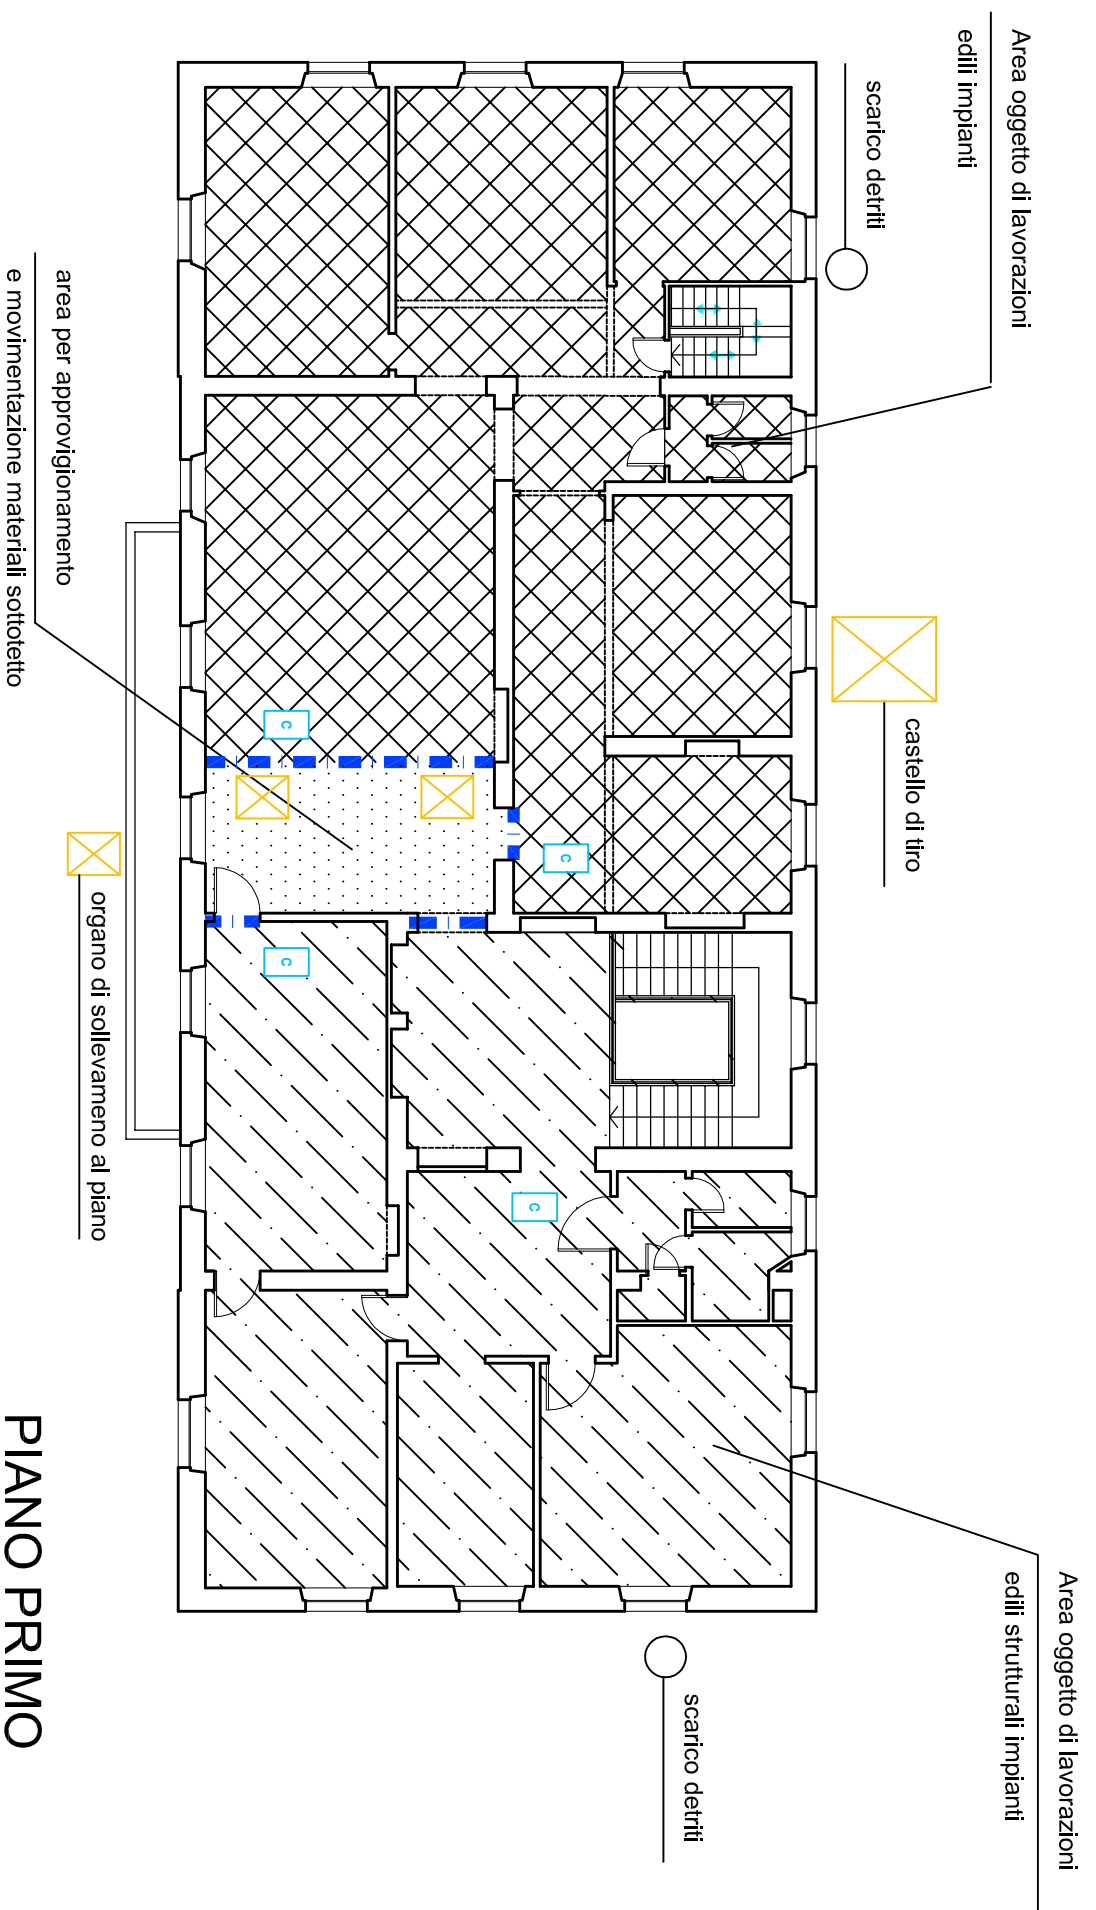 Area oggetto di lavorazioni
edili impianti
scarico detriti
castello di tiro
Area oggetto di lavorazioni
edili strutturali impianti
scarico detriti
C
C
C
C
area per approvigionamento
e movimentazione materiali sottotetto
organo di sollevameno al piano
PIANO PRIMO